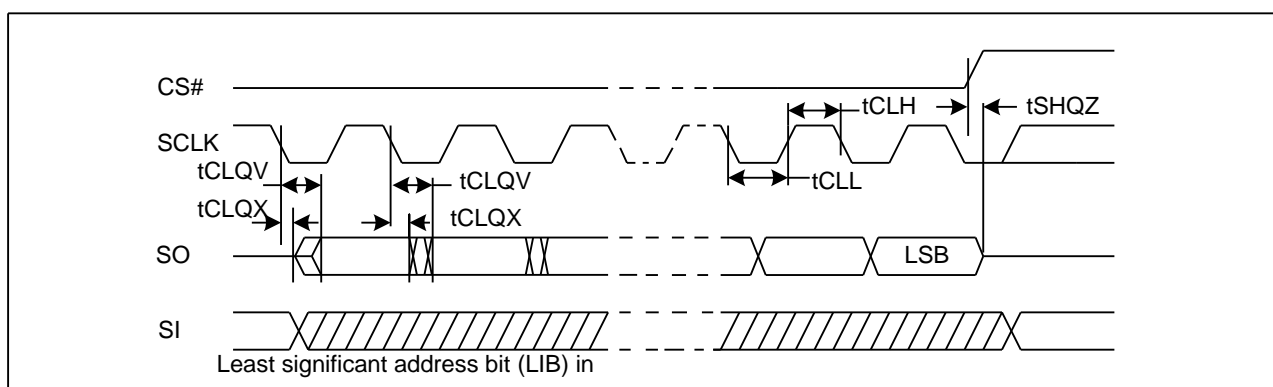 CS#
tCLH
tSHQZ
SCLK
tCLQV
tCLQV
tCLL
tCLQX
tCLQX
SO
LSB
SI
Least significant address bit (LIB) in